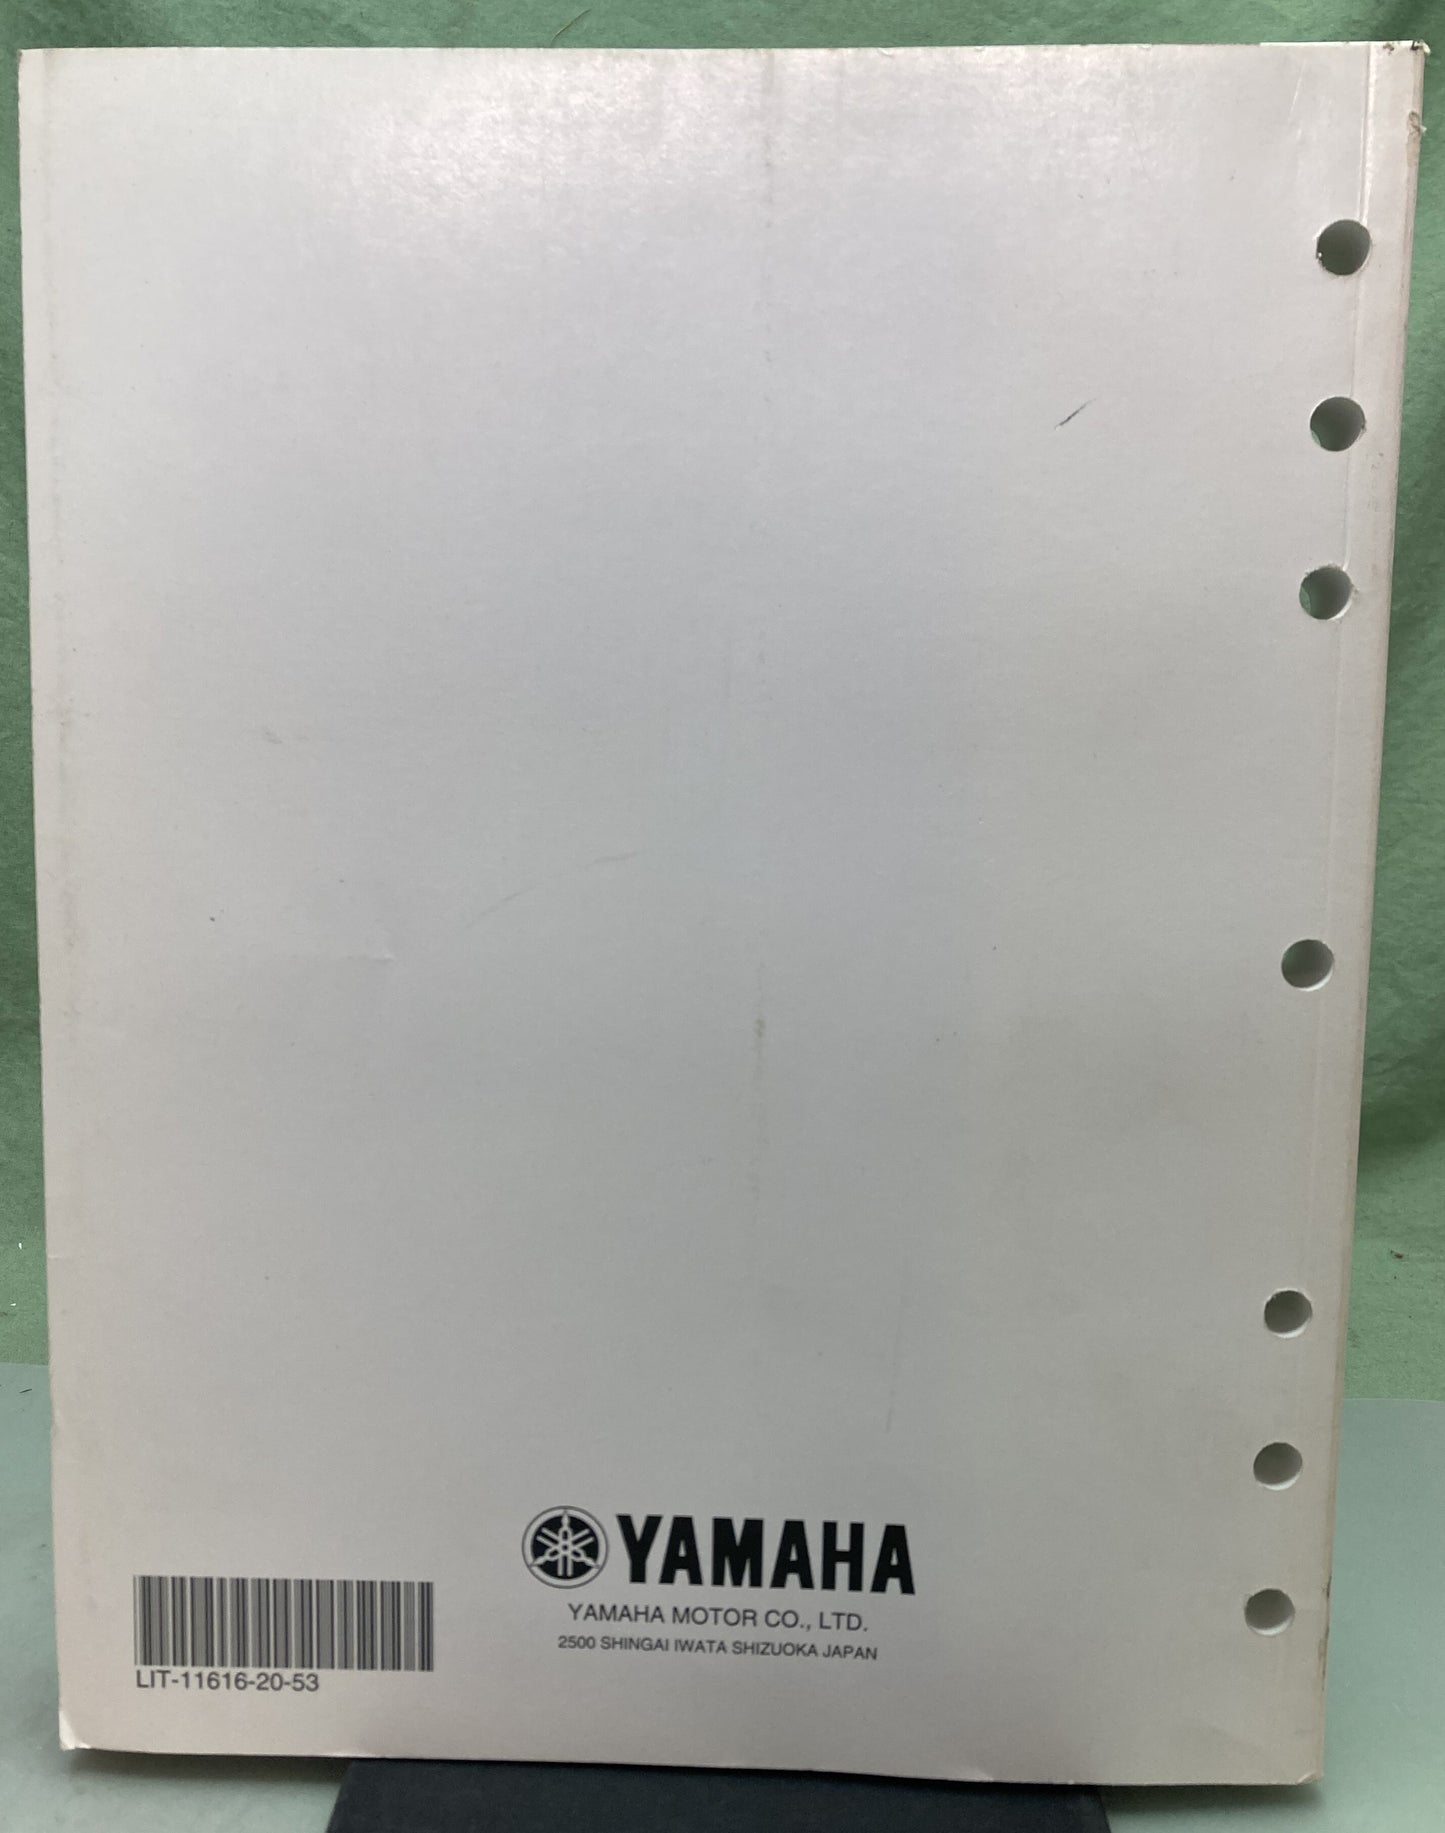 YAMAHA
YAMAHA MOTOR CO., LTD.
2500 SHINGAI IWATA SHIZUOKA JAPAN
LIT-11616-20-53